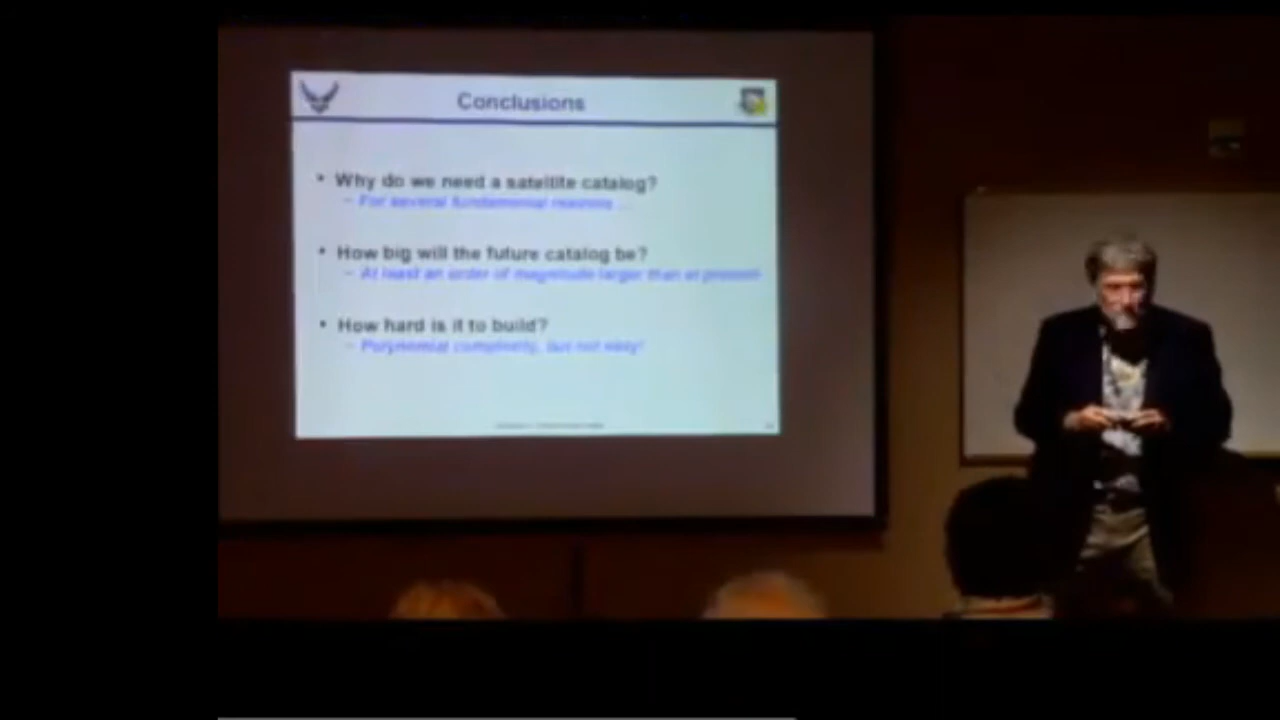 Conclusions
• Why do we need a satellite catalog?
– For several fundamental reasons ...
• How big will the future catalog be?
– At least an order of magnitude larger than at present
• How hard is it to build?
– Polynomial complexity, but not easy!